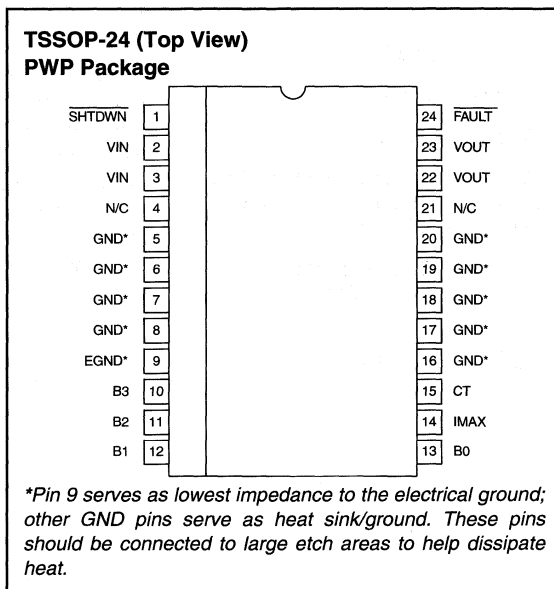 TSSOP-24 (Top View)
PWP Package
SHTDWN 1 24 FAULT
VIN 2 23 VOUT
VIN 3 22 VOUT
N/C 4 21 N/C
GND* 5 20 GND*
GND* 6 19 GND*
GND* 7 18 GND*
GND* 8 17 GND*
EGND* 9 16 GND*
B3 10 15 CT
B2 11 14 IMAX
B1 12 13 B0
*Pin 9 serves as lowest impedance to the electrical ground;
other GND pins serve as heat sink/ground. These pins
should be connected to large etch areas to help dissipate
heat.